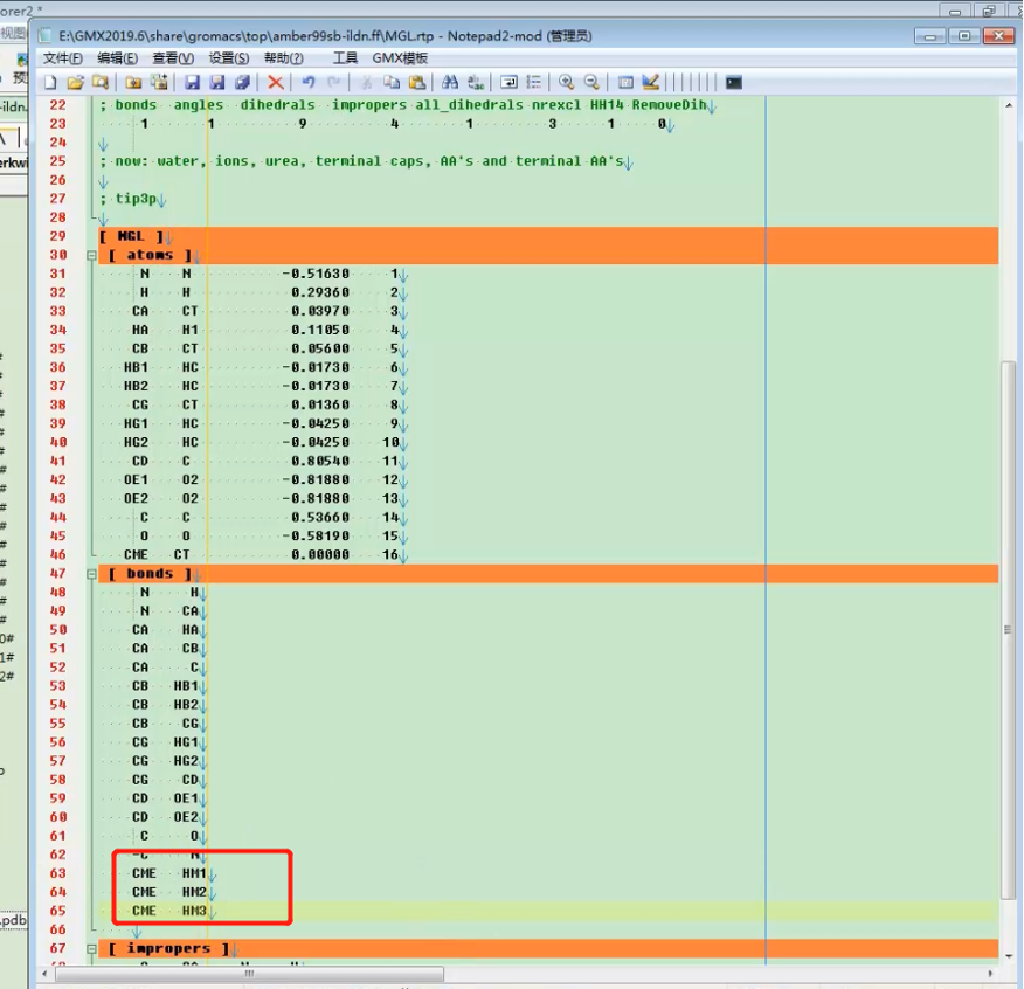 orer2 *
E:\GMX2019.6\share\gromacs\top\amber99sb-ildn.ff\MGL.rtp - Notepad2-mod (管理员)
文件(F) 编辑(E) 查看(V) 设置(S) 帮助(?) 工具 GMX模板
22 ; bonds angles dihedrals impropers all_dihedrals nrexcl HH14 RemoveDih
23 1 1 9 4 1 3 1 0
24
25 ; now: water, ions, urea, terminal caps, AA's and terminal AA's
26
27 ; tip3p
28
29 [ MGL ]
30 [ atoms ]
31 N N -0.51630 1
32 H H 0.29360 2
33 CA CT 0.03970 3
34 HA H1 0.11050 4
35 CB CT 0.05600 5
36 HB1 HC -0.01730 6
37 HB2 HC -0.01730 7
38 CG CT 0.01360 8
39 HG1 HC -0.04250 9
40 HG2 HC -0.04250 10
41 CD C 0.80540 11
42 OE1 O2 -0.81880 12
43 OE2 O2 -0.81880 13
44 C C 0.53660 14
45 O O -0.58190 15
46 CME CT 0.00000 16
47 [ bonds ]
48 N H
49 N CA
50 CA HA
51 CA CB
52 CA C
53 CB HB1
54 CB HB2
55 CB CG
56 CG HG1
57 CG HG2
58 CG CD
59 CD OE1
60 CD OE2
61 C O
62 -C N
63 CME HM1
64 CME HM2
65 CME HM3
66
67 [ impropers ]
.pdb